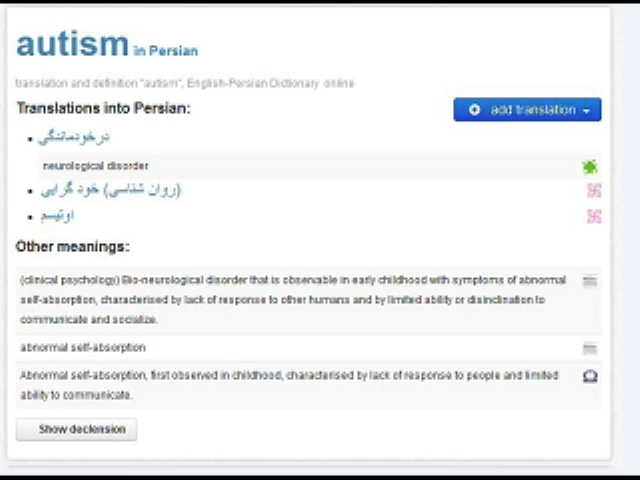 autism in Persian
translation and definition "autism", English-Persian Dictionary online
Translations into Persian:
add translation
درخودماندگی
neurological disorder
(روان شناسی) خود گرایی
اوتیسم
Other meanings:
(clinical psychology) Bio-neurological disorder that is observable in early childhood with symptoms of abnormal
self-absorption, characterised by lack of response to other humans and by limited ability or disinclination to
communicate and socialize.
abnormal self-absorption
Abnormal self-absorption, first observed in childhood, characterised by lack of response to people and limited
ability to communicate.
Show declension